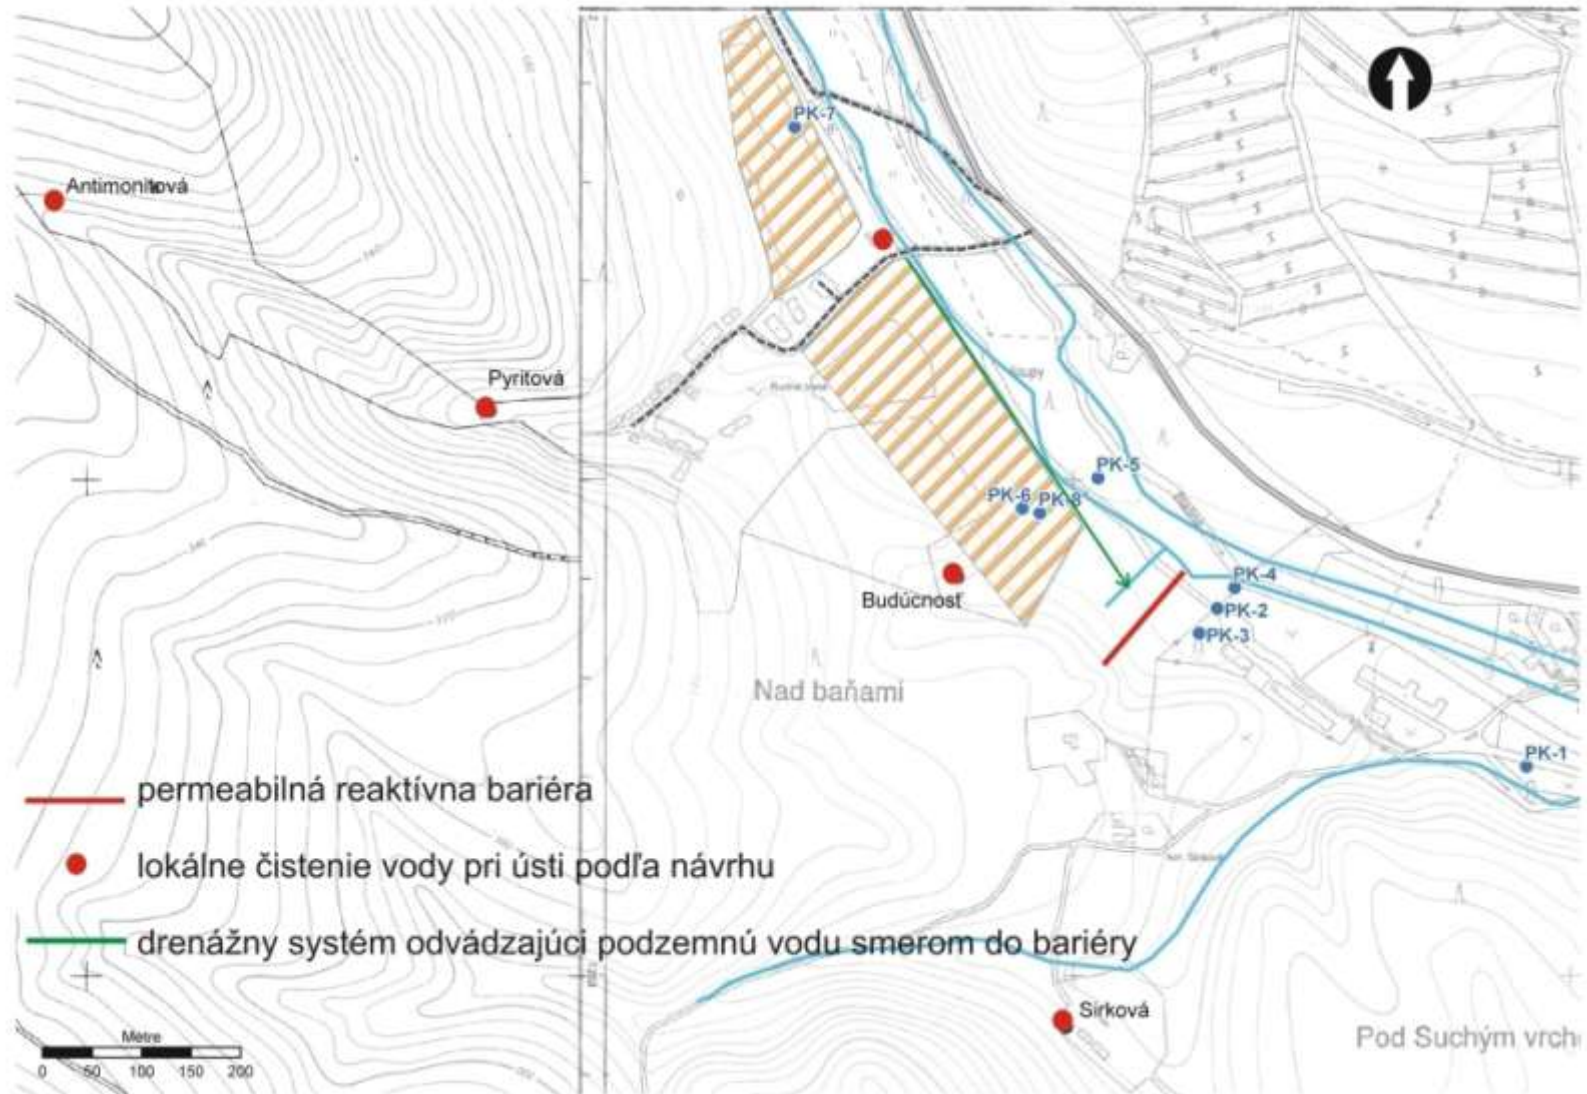 PK-7
Antimonitová
Pyritová
PK-5
PK-6
PK-8
PK-4
Budúcnosť
PK-2
PK-3
Nad baňami
PK-1
permeabilná reaktívna bariéra
lokálne čistenie vody pri ústi podľa návrhu
drenážny systém odvádzajúci podzemnú vodu smerom do bariéry
Sirková
Metre
Pod Suchým vrch
0 50 100 150 200